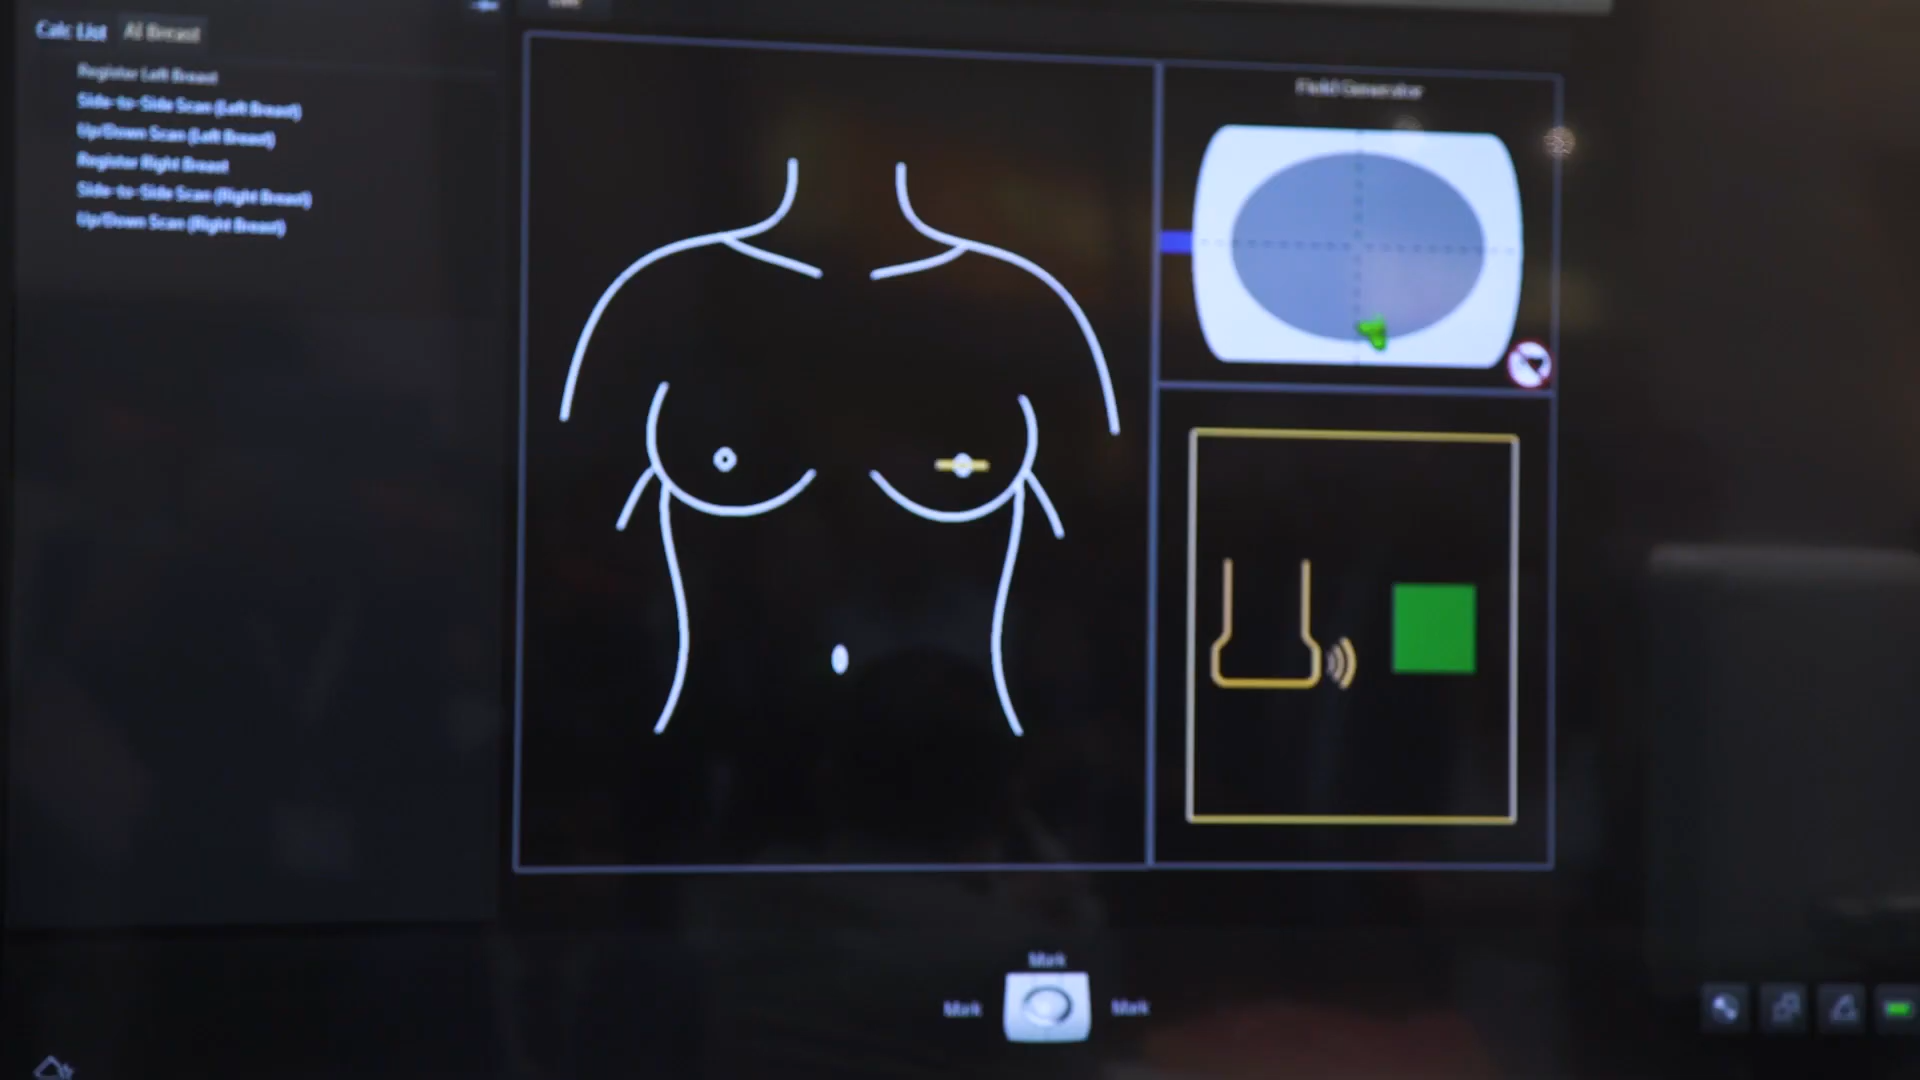 Calc List AI Breast
Register Left Breast
Side-to-Side Scan (Left Breast)
Up/Down Scan (Left Breast)
Register Right Breast
Side-to-Side Scan (Right Breast)
Up/Down Scan (Right Breast)
Field Generator
Mark
Mark Mark